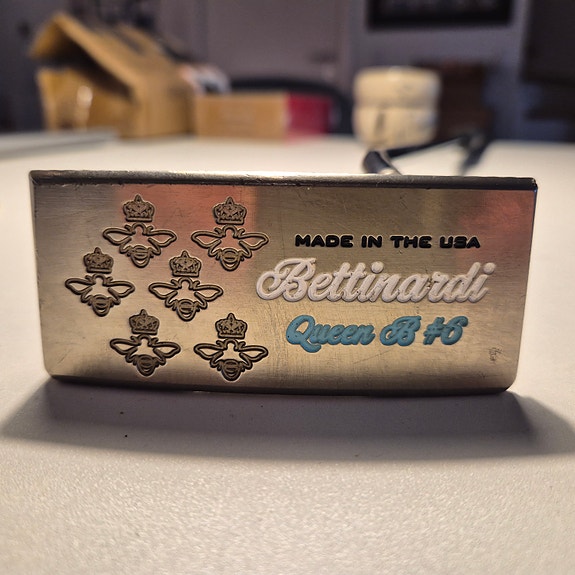 MADE IN THE USA
Bettinardi
Queen B #6